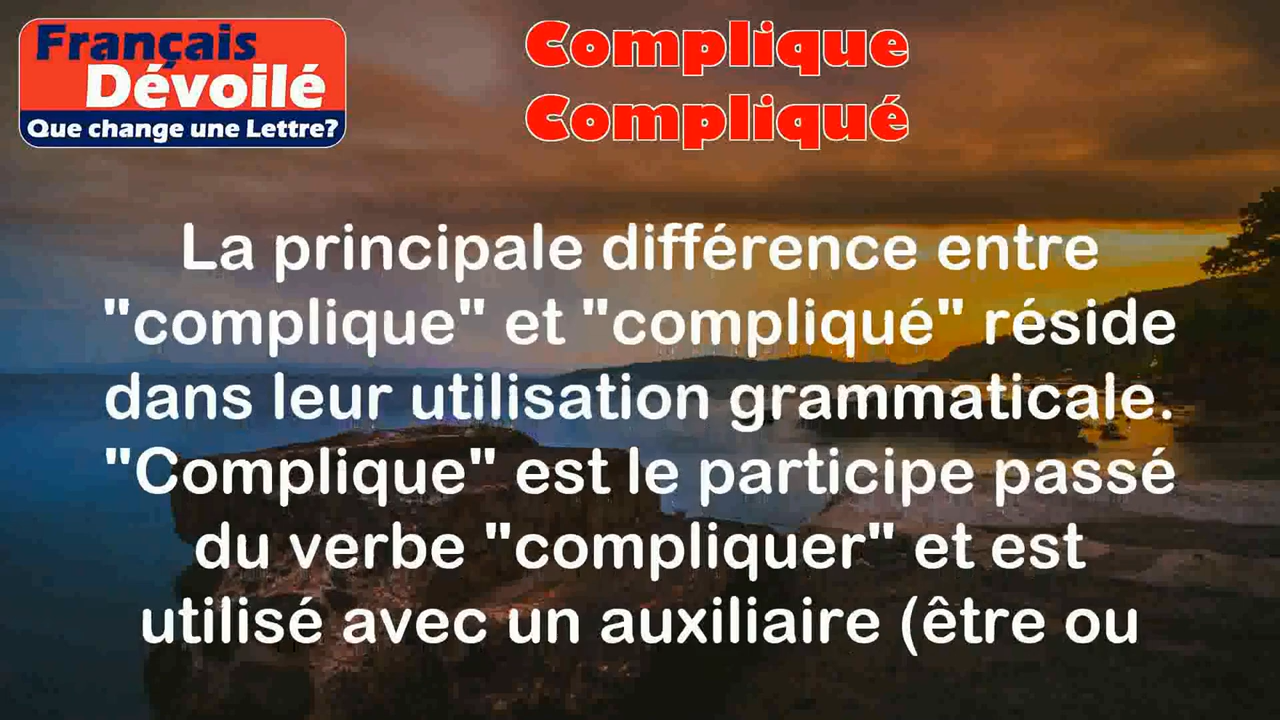 Français
Dévoilé
Que change une Lettre?
Complique
Compliqué
La principale différence entre
"complique" et "compliqué" réside
dans leur utilisation grammaticale.
"Complique" est le participe passé
du verbe "compliquer" et est
utilisé avec un auxiliaire (être ou